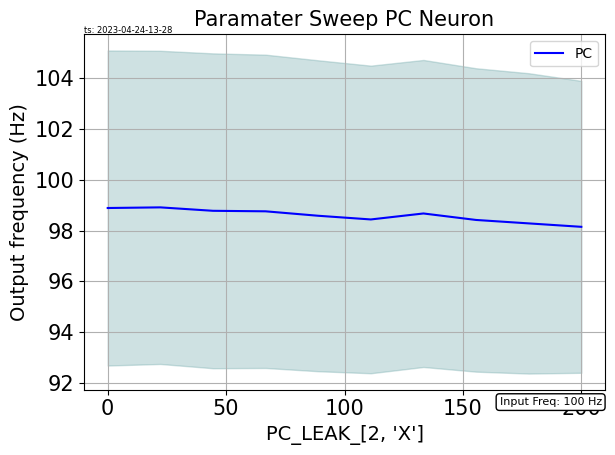 Paramater Sweep PC Neuron
ts: 2023-04-24-13-28
PC
Output frequency (Hz)
104
102
100
98
96
94
92
0 50 100 150 200
Input Freq: 100 Hz
PC_LEAK_[2, 'X']